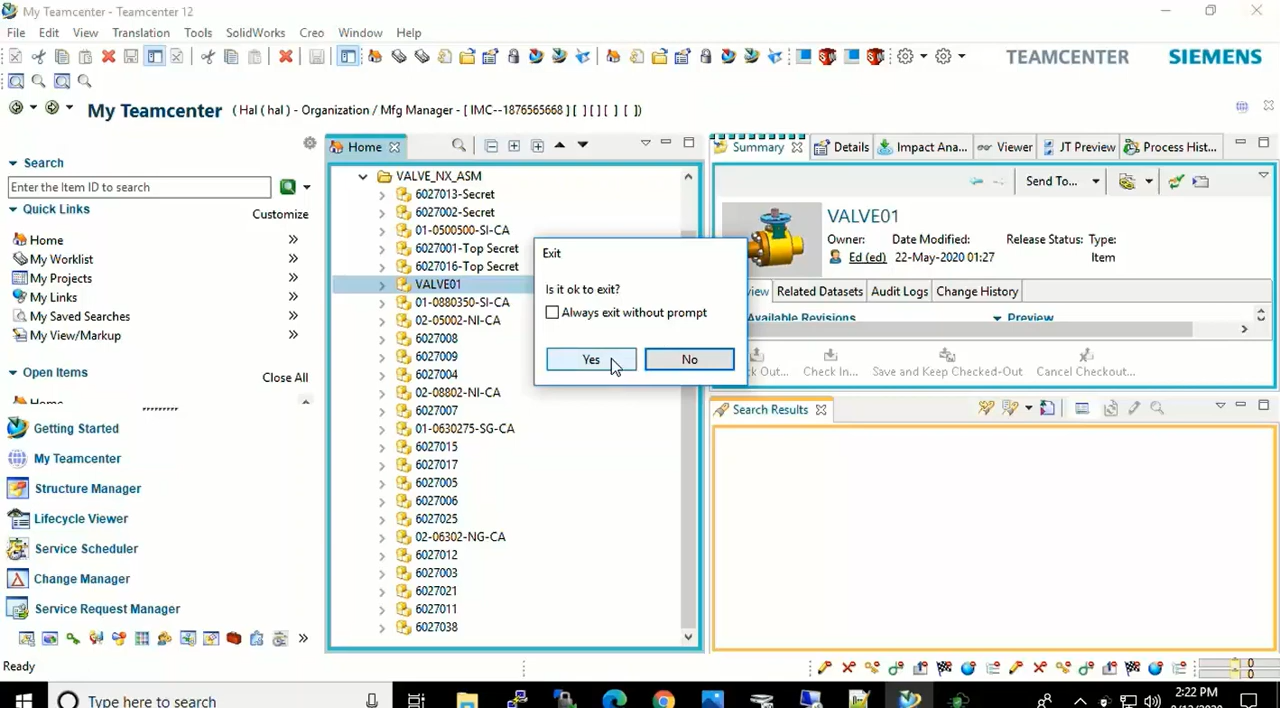 My Teamcenter - Teamcenter 12
File Edit View Translation Tools SolidWorks Creo Window Help
TEAMCENTER SIEMENS
My Teamcenter ( Hal ( hal ) - Organization / Mfg Manager - [ IMC--1876565668 ] [ ] [ ] [ ] [ ] )
Search
Enter the Item ID to search
Quick Links
Customize
Home
My Worklist
My Projects
My Links
My Saved Searches
My View/Markup
Open Items
Close All
Home
Getting Started
My Teamcenter
Structure Manager
Lifecycle Viewer
Service Scheduler
Change Manager
Service Request Manager
Home
VALVE_NX_ASM
6027013-Secret
6027002-Secret
01-0500500-SI-CA
6027001-Top Secret
6027016-Top Secret
VALVE01
01-0880350-SI-CA
02-05002-NI-CA
6027008
6027009
6027004
02-08802-NI-CA
6027007
01-0630275-SG-CA
6027015
6027017
6027005
6027006
6027025
02-06302-NG-CA
6027012
6027003
6027021
6027011
6027038
Exit
Is it ok to exit?
Always exit without prompt
Yes No
Summary Details Impact Ana... Viewer JT Preview Process Hist...
Send To...
VALVE01
Owner: Date Modified: Release Status: Type:
Ed (ed) 22-May-2020 01:27 Item
Related Datasets Audit Logs Change History
Available Revisions Preview
Out... Check In... Save and Keep Checked-Out Cancel Checkout...
Search Results
Ready
0
0
Type here to search
2:22 PM